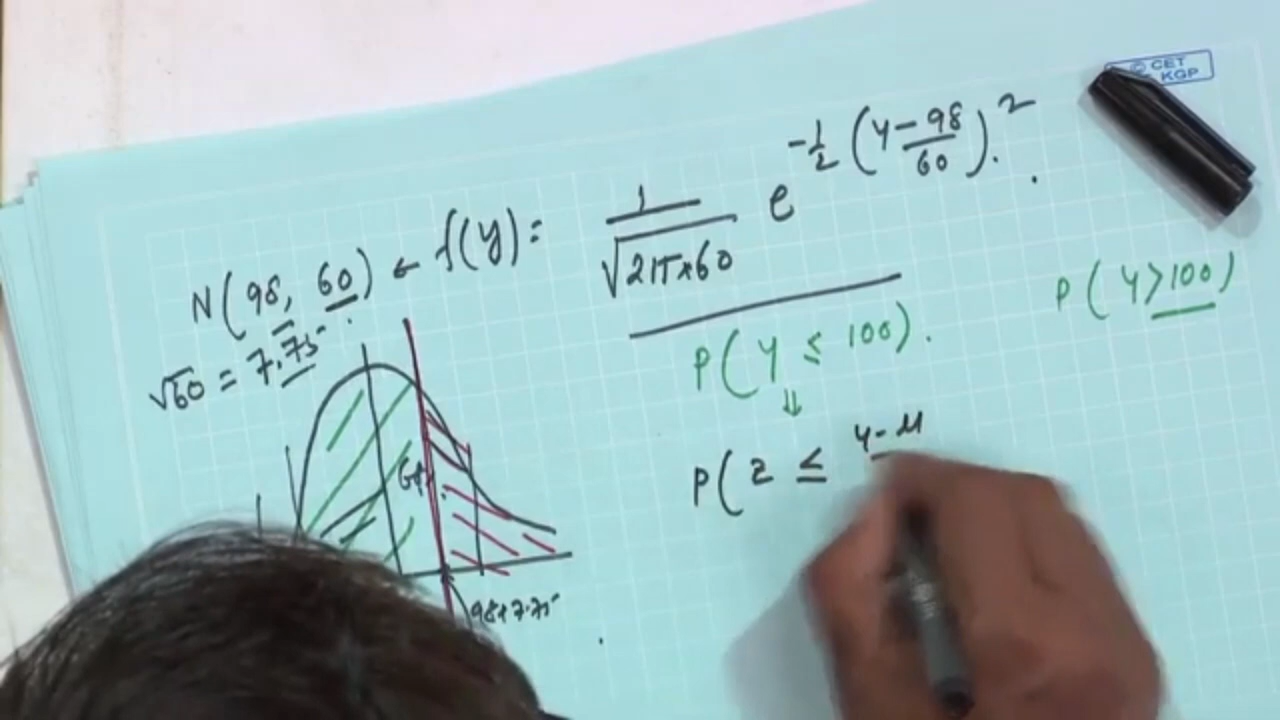 © CET
KGP
N(98, 60) ← f(y) = 1/√2π×60 e^-1/2 (y-98/60)^2.
√60 = 7.75
P(Y ≤ 100).
P(Y > 100)
⇓
P(Z ≤ y-μ
98+7.75